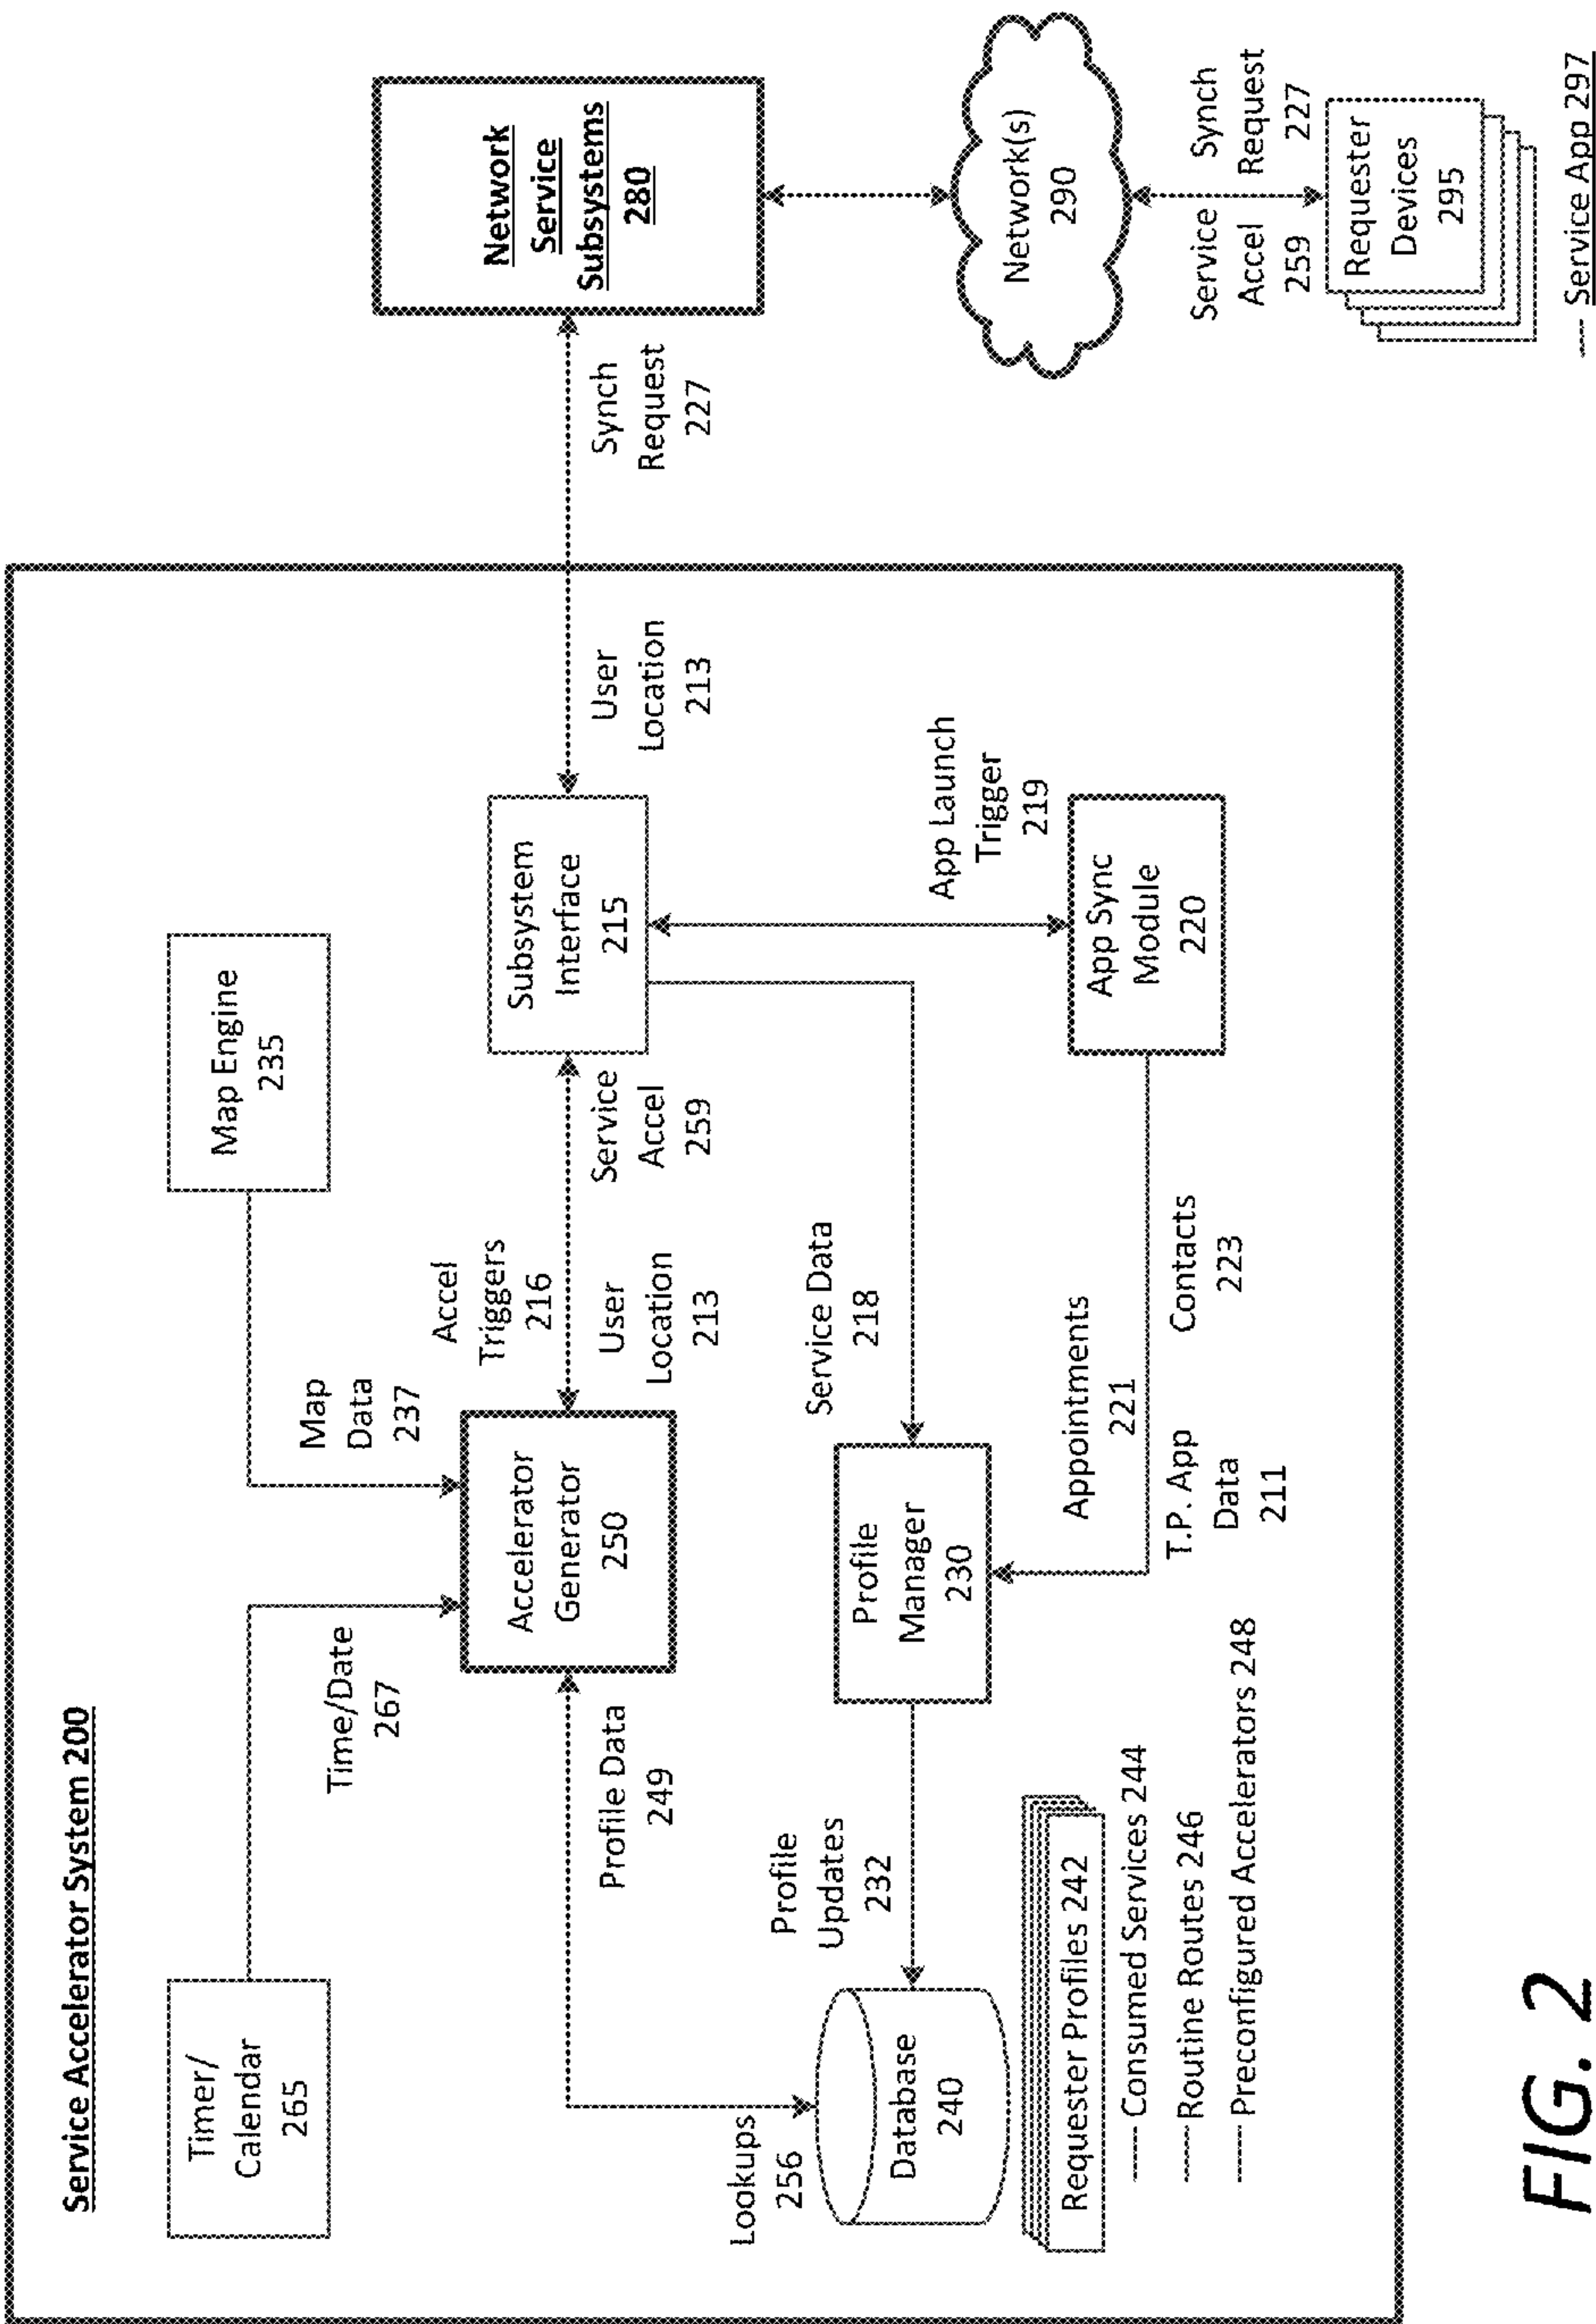 Service Accelerator System 200
Timer/
Calendar
265
Time/Date
267
Map Engine
235
Map
Data
237
Accelerator
Generator
250
Accel
Triggers
216
User
Location
213
Service
Accel
259
Subsystem
Interface
215
User
Location
213
Synch
Request
227
Network
Service
Subsystems
280
Profile Data
249
Lookups
256
Database
240
Profile
Updates
232
Profile
Manager
230
Service Data
218
App Launch
Trigger
219
App Sync
Module
220
Appointments
221
Contacts
223
T.P. App
Data
211
Requester Profiles 242
---- Consumed Services 244
---- Routine Routes 246
---- Preconfigured Accelerators 248
Network(s)
290
Service
Accel
259
Synch
Request
227
Requester
Devices
295
---- Service App 297
FIG. 2